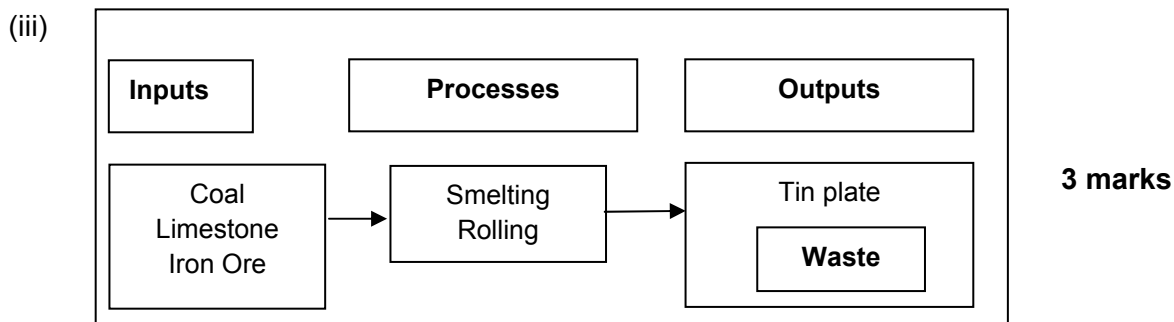 (iii)
Inputs Processes Outputs
Coal
Limestone
Iron Ore
Smelting
Rolling
Tin plate
Waste
3 marks